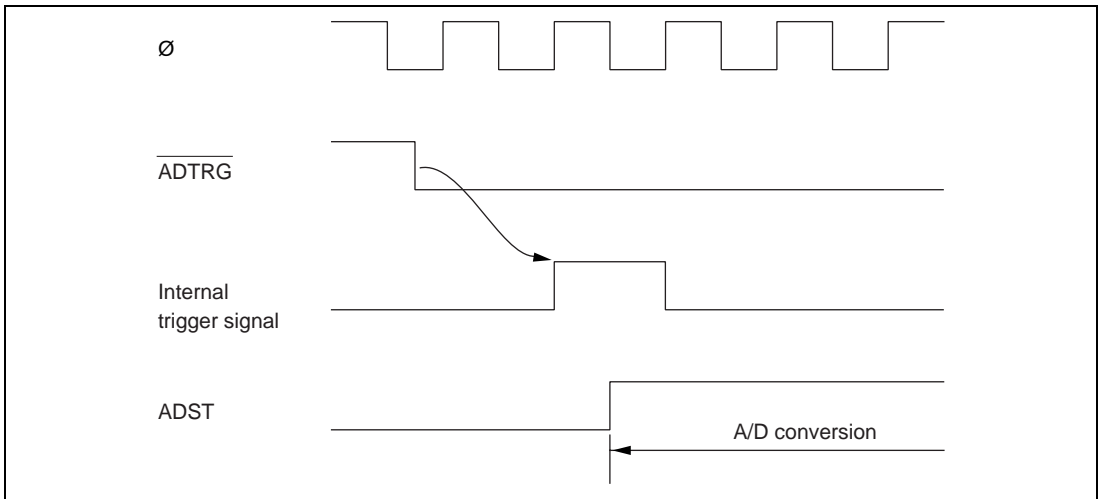 Ø
ADTRG
Internal
trigger signal
ADST
A/D conversion